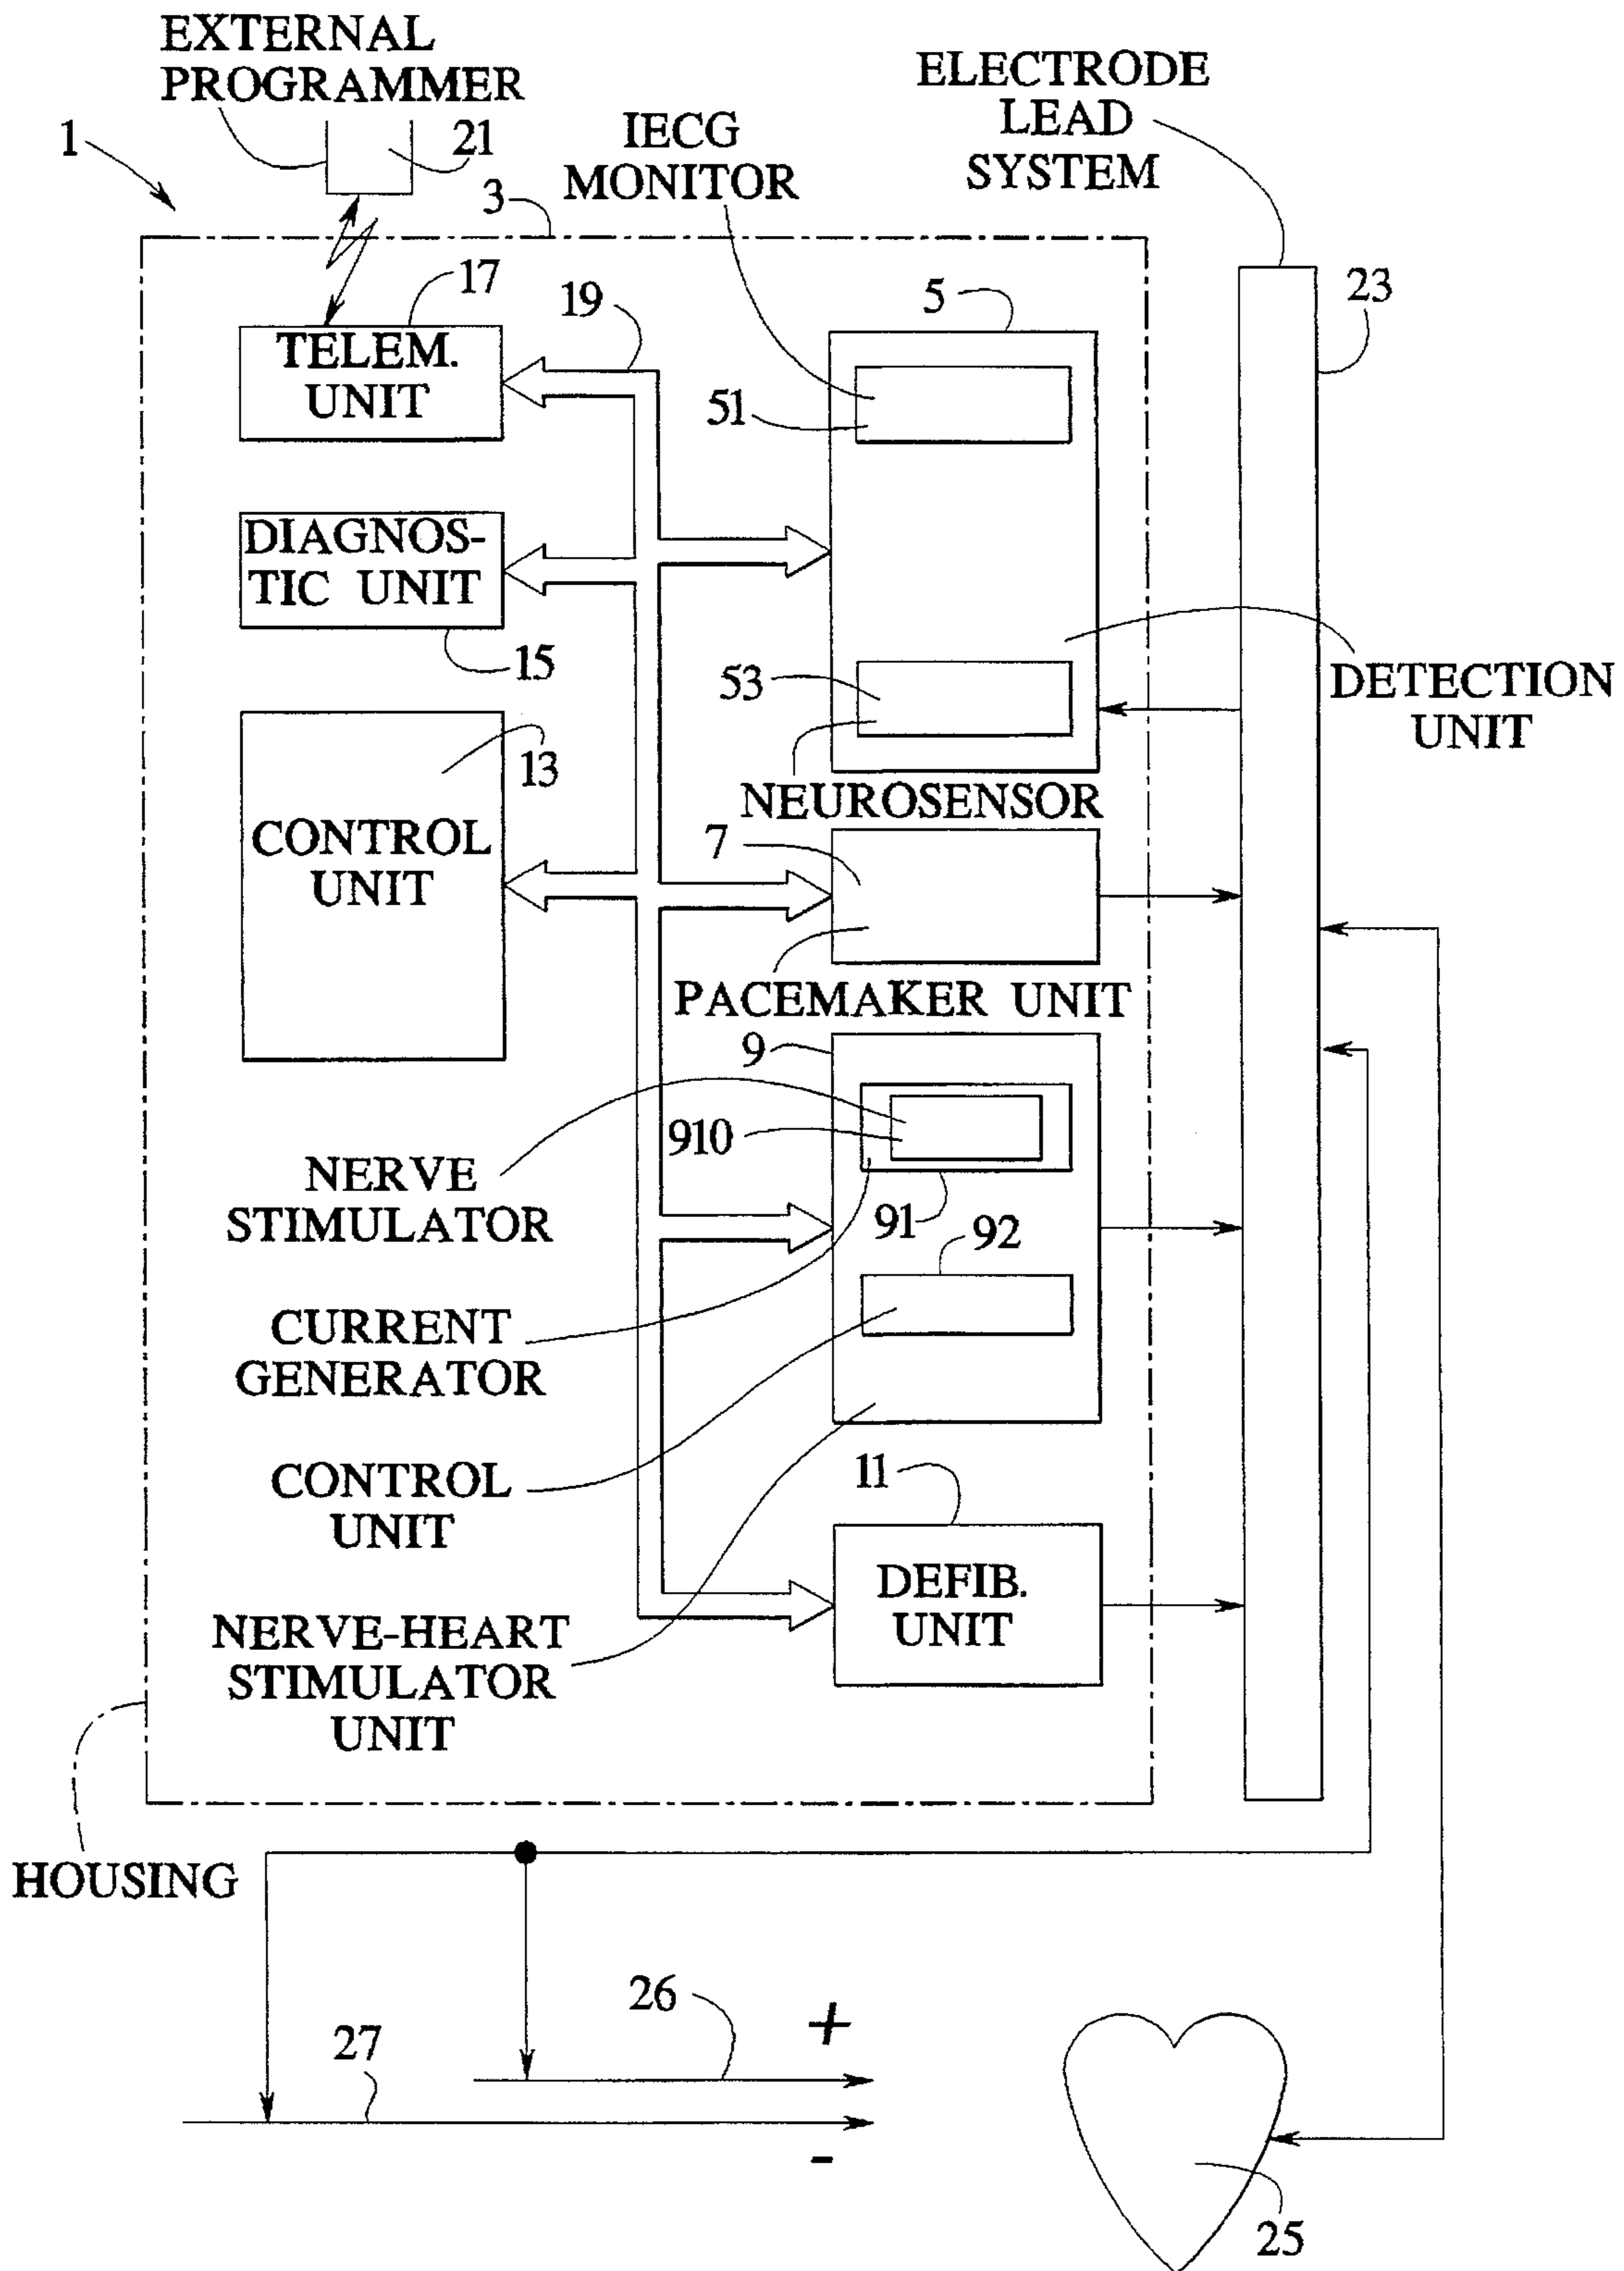 EXTERNAL
PROGRAMMER
21
1
IECG
MONITOR
ELECTRODE
LEAD
SYSTEM
3
17
19
5
23
TELEM.
UNIT
51
DIAGNOS-
TIC UNIT
15
53
DETECTION
UNIT
13
NEUROSENSOR
CONTROL
UNIT
7
PACEMAKER UNIT
9
910
NERVE
STIMULATOR
91
92
CURRENT
GENERATOR
CONTROL
UNIT
11
DEFIB.
UNIT
NERVE-HEART
STIMULATOR
UNIT
HOUSING
26
+
27
-
25